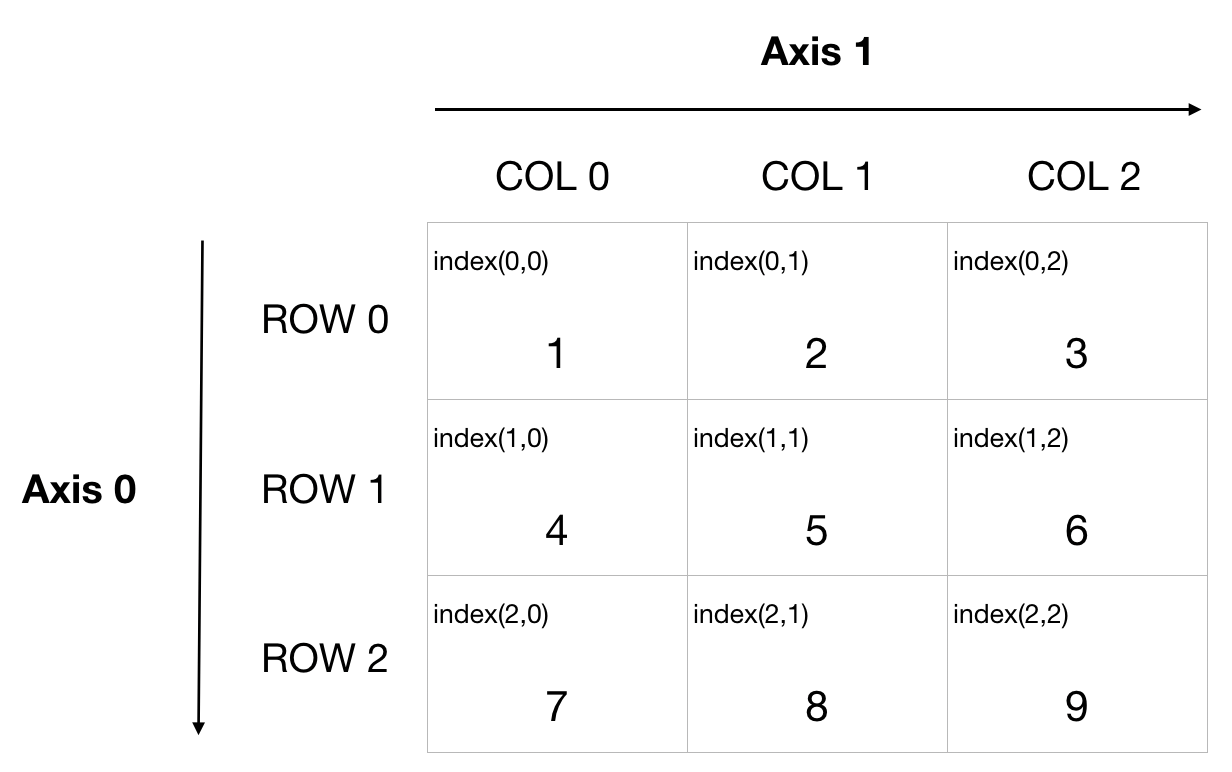 Axis 1
COL 0 COL 1 COL 2
index(0,0) index(0,1) index(0,2)
ROW 0
1 2 3
index(1,0) index(1,1) index(1,2)
Axis 0 ROW 1
4 5 6
index(2,0) index(2,1) index(2,2)
ROW 2
7 8 9